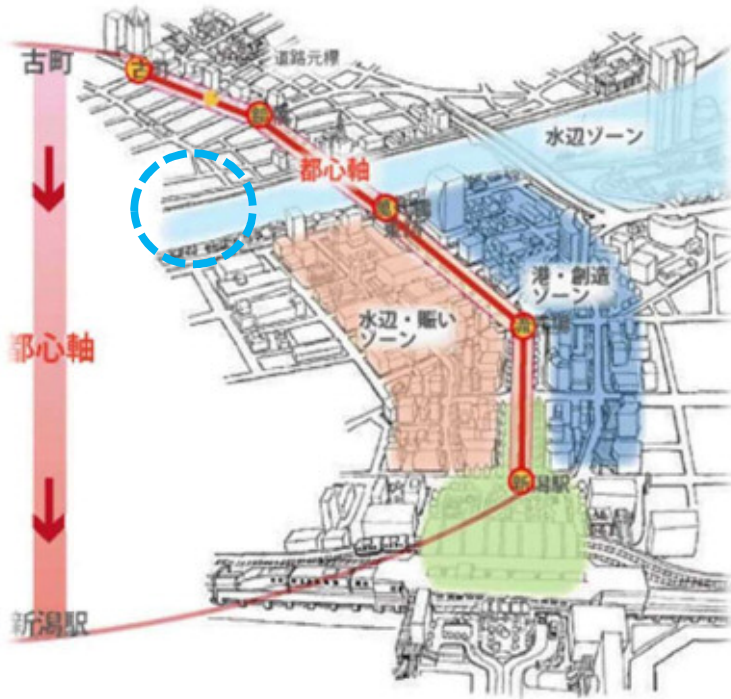 古町
道路元標
水辺ゾーン
都心軸
港・創造
ゾーン
水辺・賑い
ゾーン
都心軸
新潟駅
新潟駅